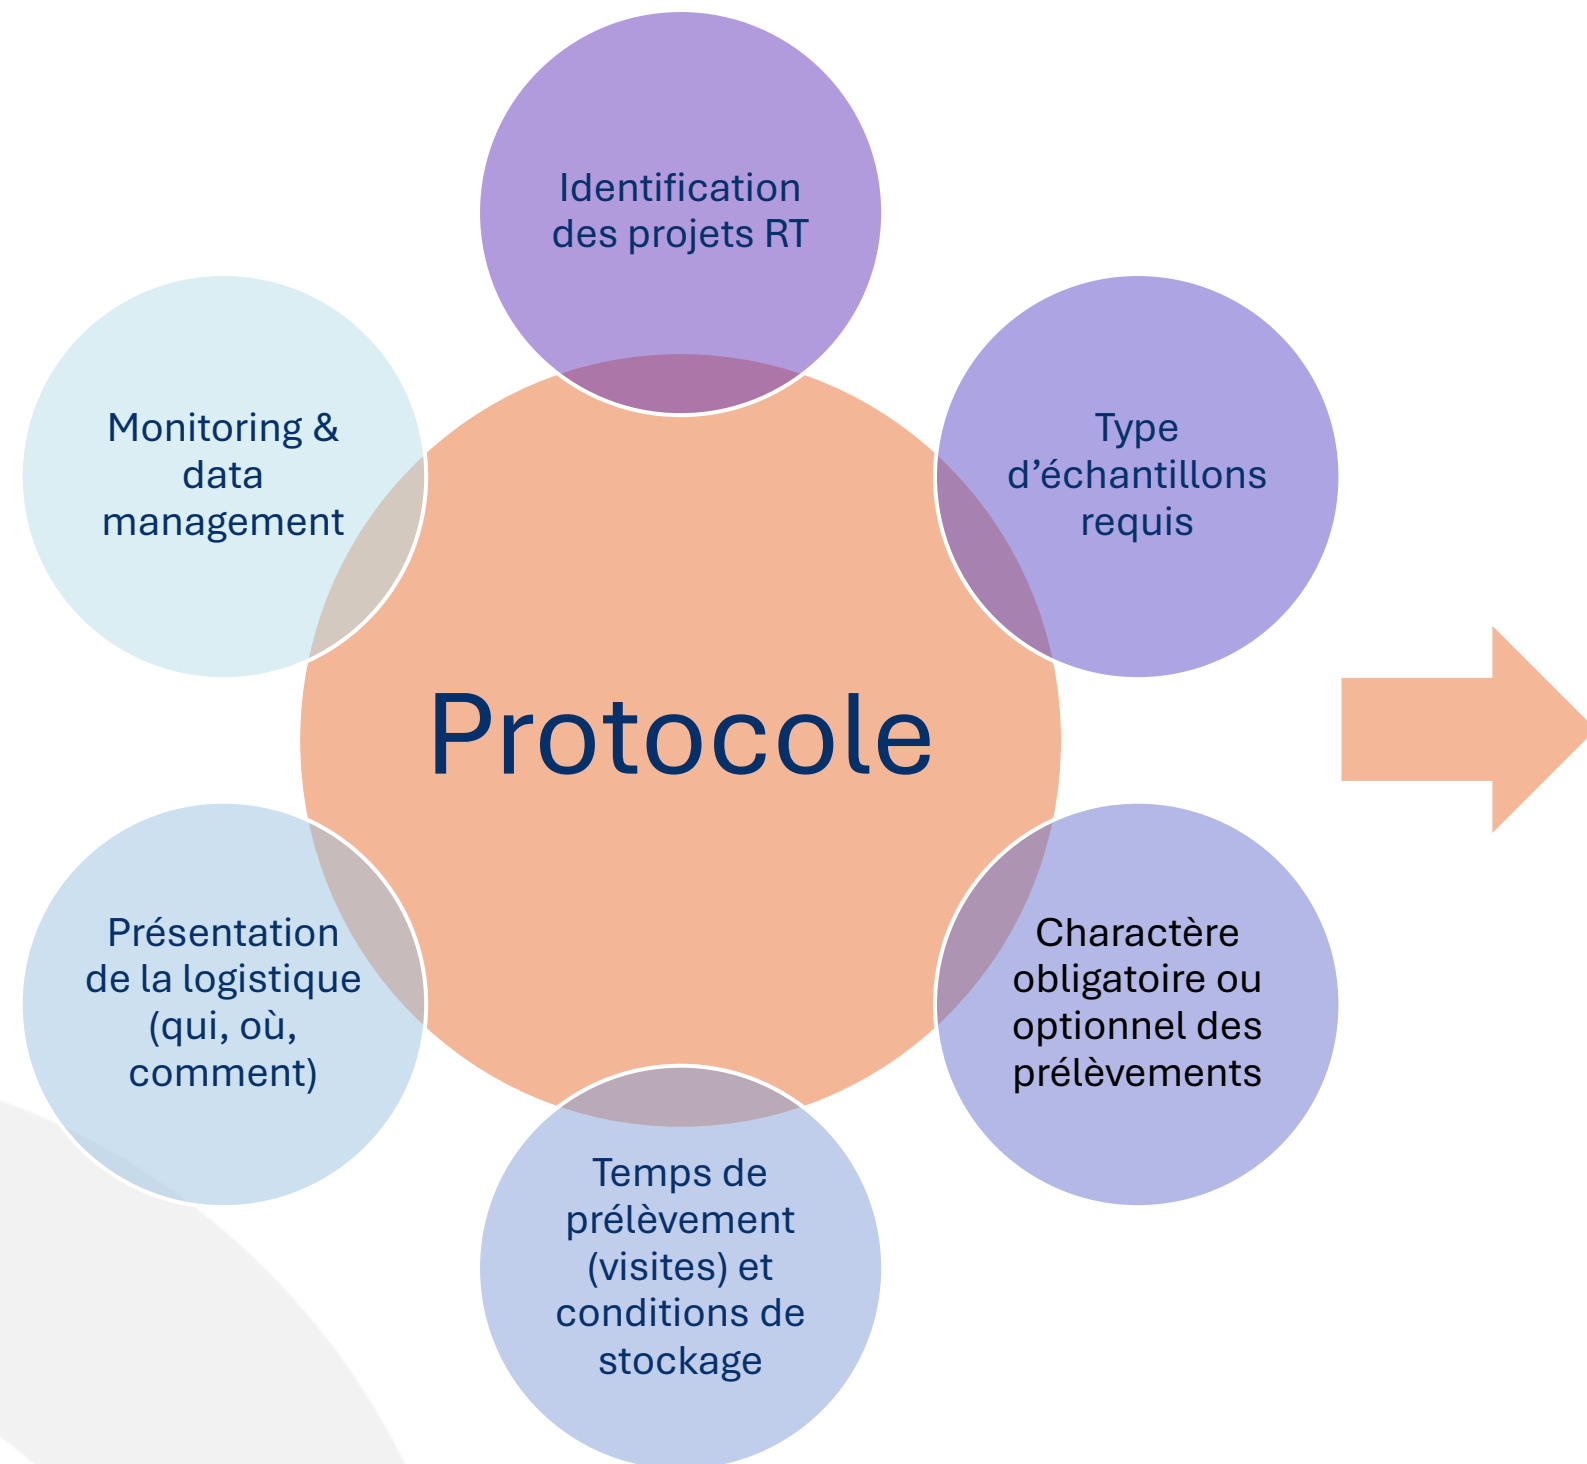 Identification
des projets RT
Type
d’échantillons
requis
Charactère
obligatoire ou
optionnel des
prélèvements
Temps de
prélèvement
(visites) et
conditions de
stockage
Présentation
de la logistique
(qui, où,
comment)
Monitoring &
data
management
Protocole